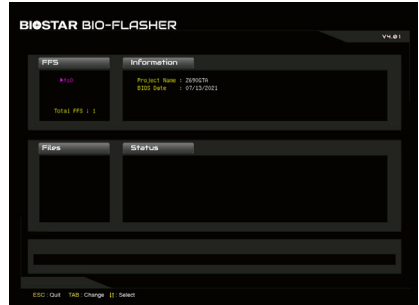 BIOSTAR BIO-FLASHER
V4.01
FFS
Information
fs0
Project Name : Z690GTA
BIOS Date : 07/13/2021
Total FFS : 1
Files
Status
ESC : Quit TAB : Change ↕ : Select